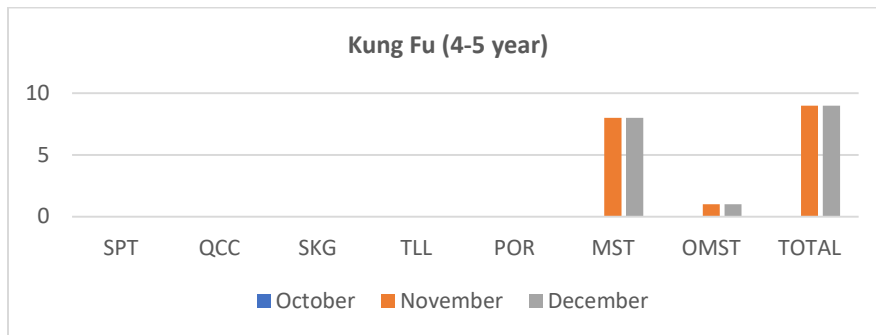 Kung Fu (4-5 year)
10
5
0
SPT QCC SKG TLL POR MST OMST TOTAL
October November December